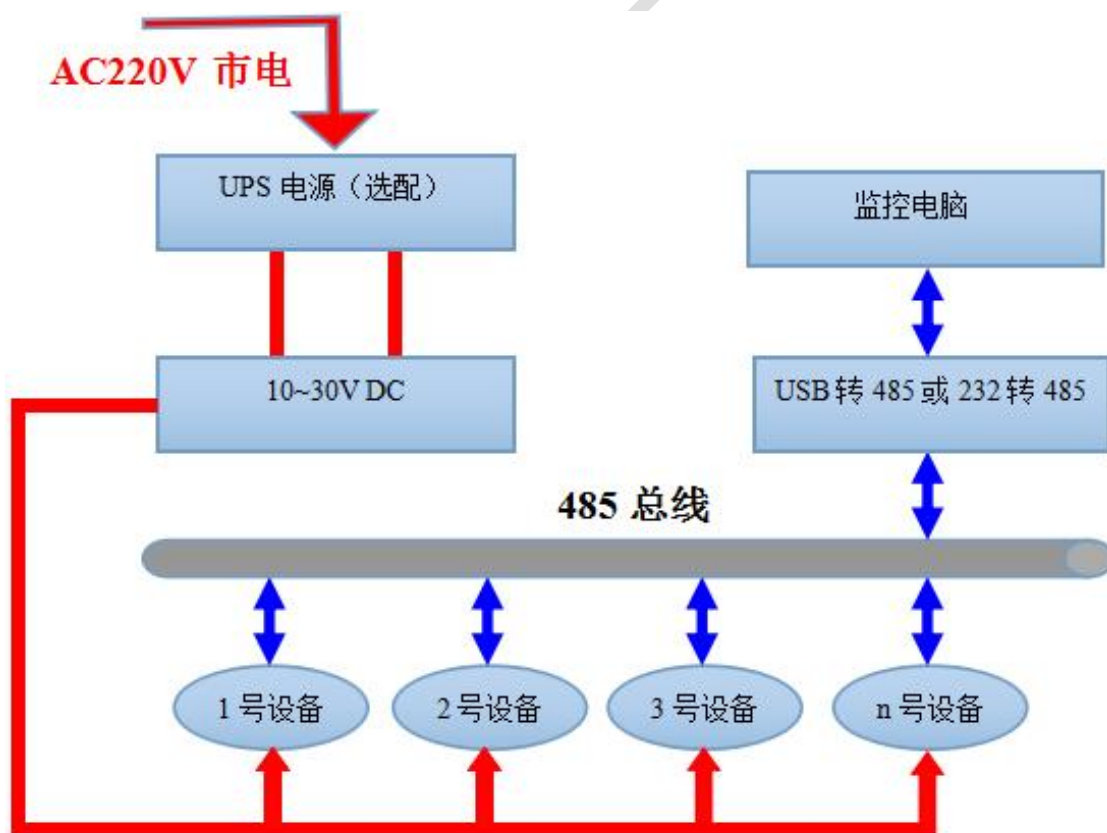 AC220V 市电
UPS 电源（选配）
监控电脑
10~30V DC
USB 转 485 或 232 转 485
485 总线
1 号设备
2 号设备
3 号设备
n 号设备